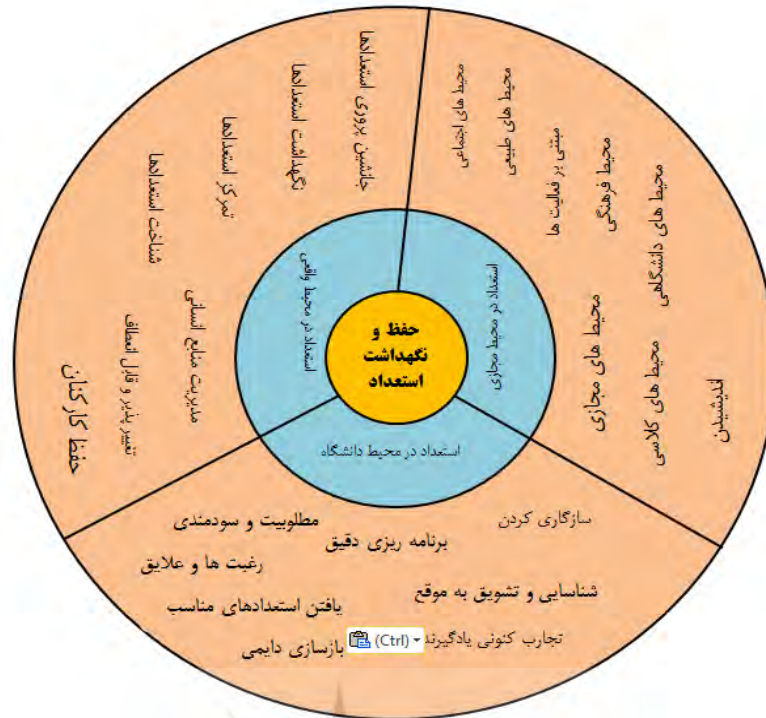 حفظ و
نگهداشت
استعداد
استعداد در محیط مجازی
استعداد در محیط واقعی
استعداد در محیط دانشگاه
محیط های اجتماعی
محیط های طبیعی
مبتنی بر فعالیت ها
محیط فرهنگی
محیط های دانشگاهی
محیط های مجازی
محیط های کلاسی
اندیشیدن
جانشین پروری استعدادها
نگهداشت استعدادها
تمرکز استعدادها
شناخت استعدادها
مدیریت منابع انسانی
تغییر پذیر و قابل انعطاف
حفظ کارکنان
سازگاری کردن
مطلوبیت و سودمندی
برنامه ریزی دقیق
رغبت ها و علایق
شناسایی و تشویق به موقع
یافتن استعدادهای مناسب
تجارب کنونی یادگیرند
(Ctrl)
بازسازی دایمی